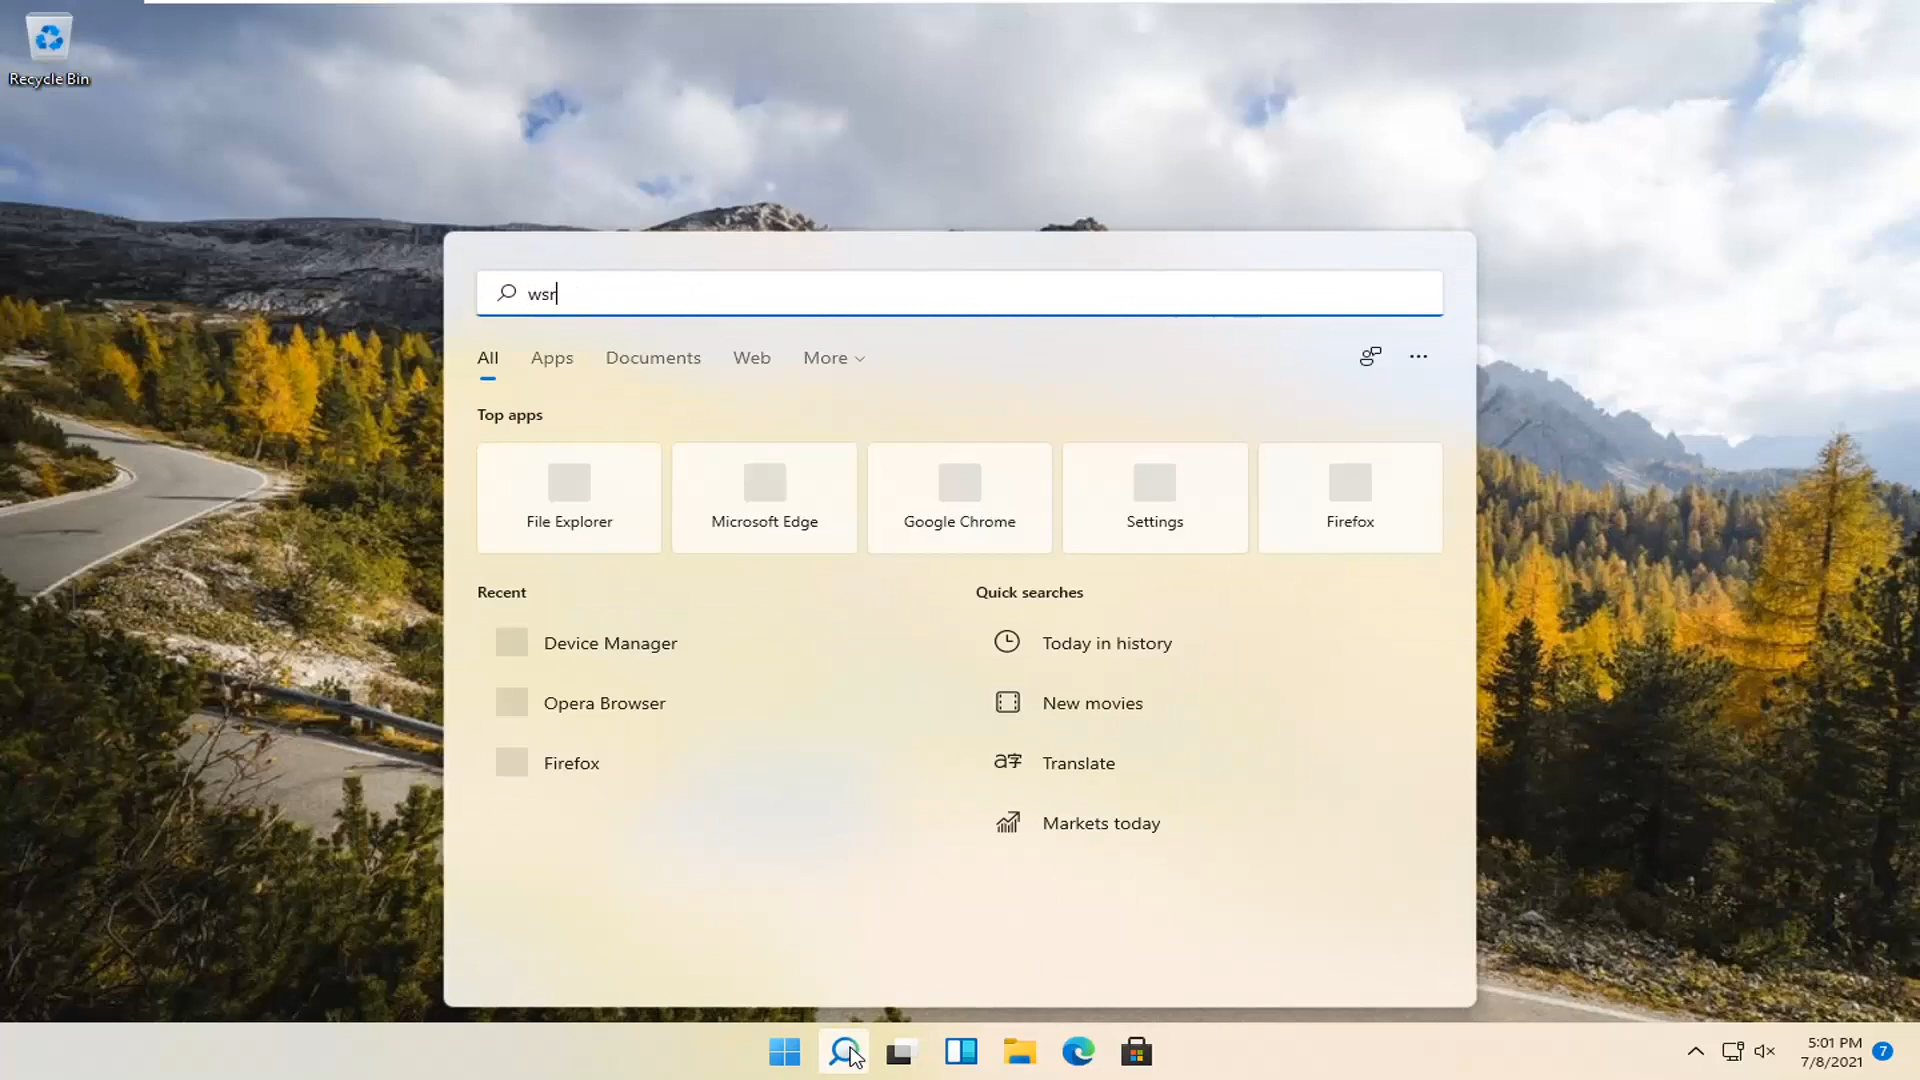 Recycle Bin
wsr
All Apps Documents Web More
Top apps
File Explorer Microsoft Edge Google Chrome Settings Firefox
Recent Quick searches
Device Manager Today in history
Opera Browser New movies
Firefox a字 Translate
Markets today
5:01 PM
7/8/2021 7